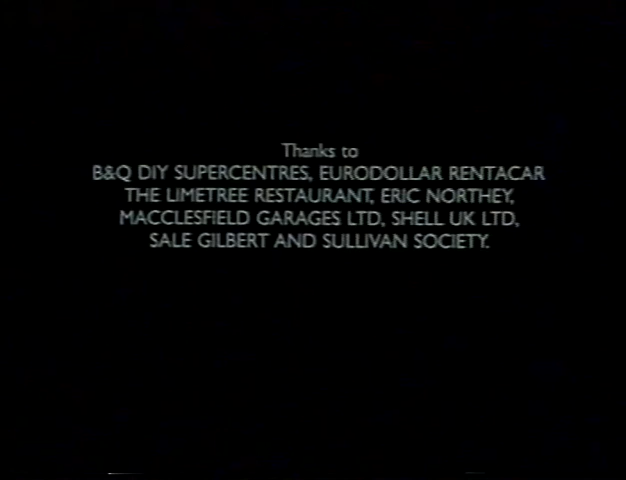 Thanks to
B&Q DIY SUPERCENTRES, EURODOLLAR RENTACAR
THE LIMETREE RESTAURANT, ERIC NORTHEY,
MACCLESFIELD GARAGES LTD, SHELL UK LTD,
SALE GILBERT AND SULLIVAN SOCIETY.